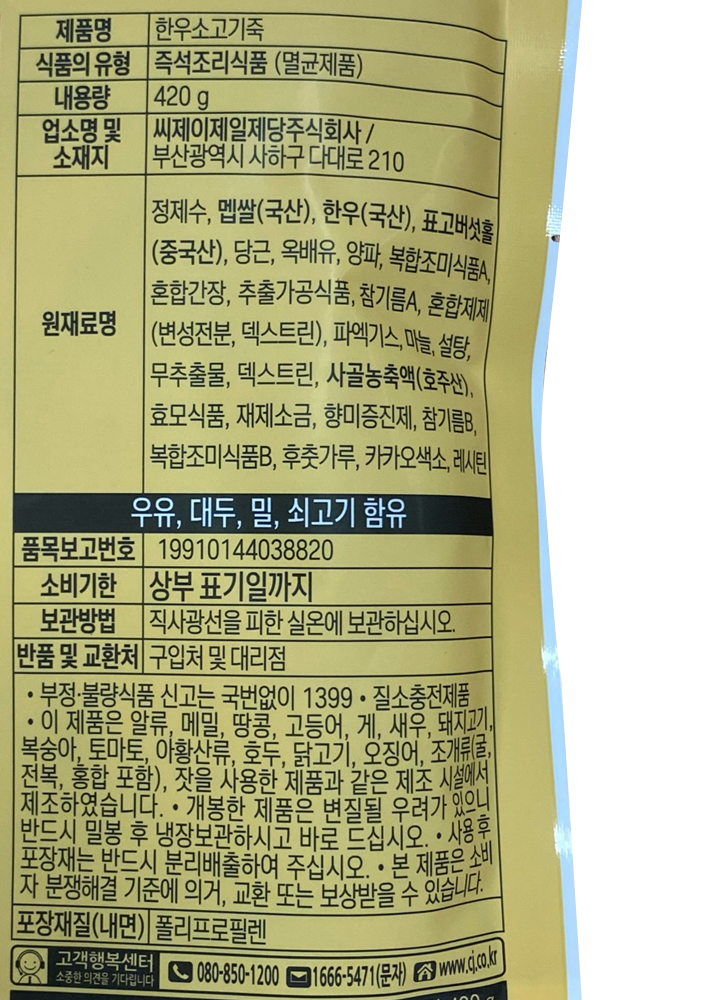 제품명 한우소고기죽
식품의 유형 즉석조리식품 (멸균제품)
내용량 420 g
업소명 및 소재지 씨제이제일제당주식회사 /
부산광역시 사하구 다대로 210
원재료명
정제수, 멥쌀(국산), 한우(국산), 표고버섯홀
(중국산), 당근, 옥배유, 양파, 복합조미식품A,
혼합간장, 추출가공식품, 참기름A, 혼합제제
(변성전분, 덱스트린), 파엑기스, 마늘, 설탕,
무추출물, 덱스트린, 사골농축액(호주산),
효모식품, 재제소금, 향미증진제, 참기름B,
복합조미식품B, 후춧가루, 카카오색소, 레시틴
우유, 대두, 밀, 쇠고기 함유
품목보고번호 19910144038820
소비기한 상부 표기일까지
보관방법 직사광선을 피한 실온에 보관하십시오.
반품 및 교환처 구입처 및 대리점
• 부정·불량식품 신고는 국번없이 1399 • 질소충전제품
• 이 제품은 알류, 메밀, 땅콩, 고등어, 게, 새우, 돼지고기,
복숭아, 토마토, 아황산류, 호두, 닭고기, 오징어, 조개류(굴,
전복, 홍합 포함), 잣을 사용한 제품과 같은 제조 시설에서
제조하였습니다. • 개봉한 제품은 변질될 우려가 있으니
반드시 밀봉 후 냉장보관하시고 바로 드십시오. • 사용 후
포장재는 반드시 분리배출하여 주십시오. • 본 제품은 소비
자 분쟁해결 기준에 의거, 교환 또는 보상받을 수 있습니다.
포장재질(내면) 폴리프로필렌
고객행복센터
소중한 의견을 기다립니다
080-850-1200 1666-5471(문자) www.cj.co.kr